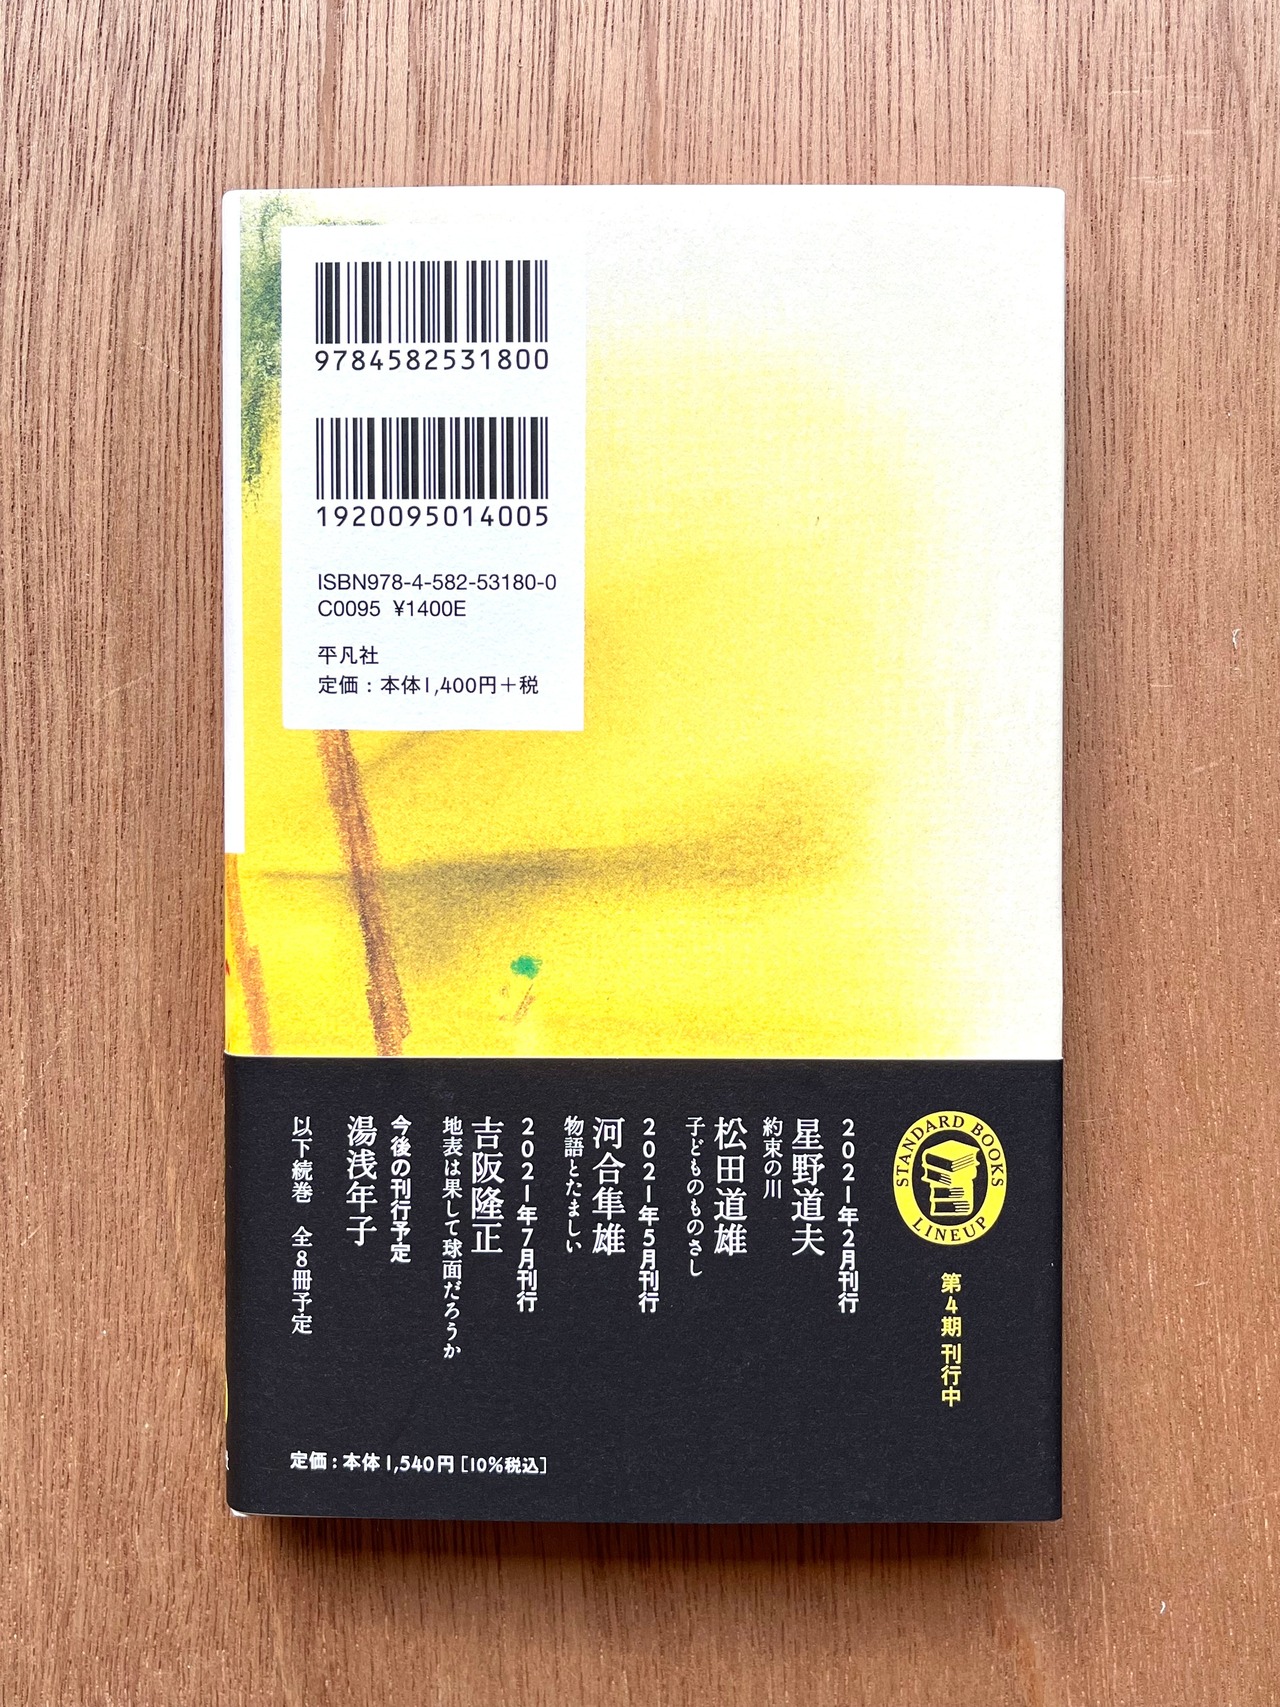 9784582531800
1920095014005
ISBN978-4-582-53180-0
C0095 ¥1400E
平凡社
定価：本体1,400円＋税
STANDARD BOOKS
LINEUP
第4期 刊行中
2021年2月刊行
星野道夫
約束の川
松田道雄
子どものものさし
2021年5月刊行
河合隼雄
物語とたましい
2021年7月刊行
吉阪隆正
地表は果して球面だろうか
今後の刊行予定
湯浅年子
以下続巻 全8冊予定
定価：本体1,540円［10％税込］